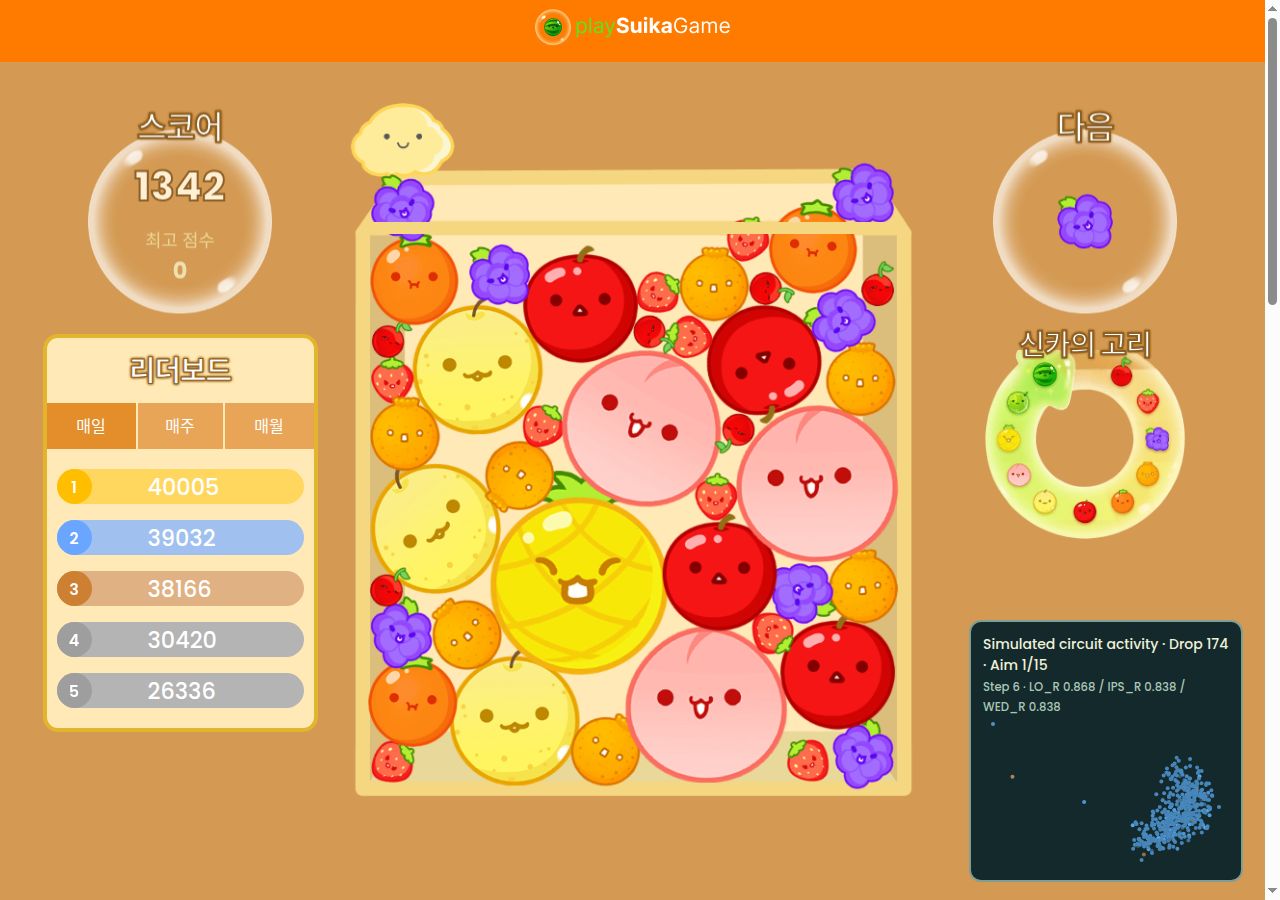 playSuikaGame
스코어
1342
최고 점수
0
리더보드
매일
매주
매월
1 40005
2 39032
3 38166
4 30420
5 26336
다음
신카의 고리
Simulated circuit activity · Drop 174
· Aim 1/15
Step 6 · LO_R 0.868 / IPS_R 0.838 /
WED_R 0.838